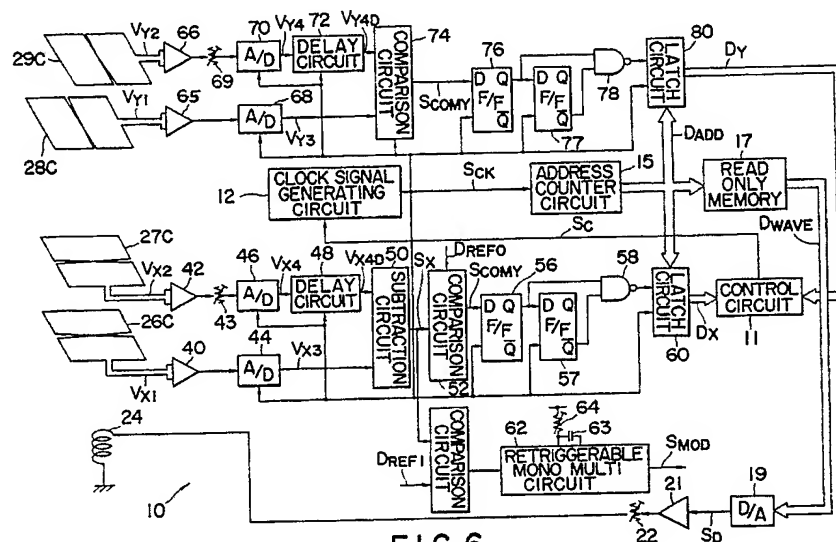 29C
VY2
66
69
70
A/D
VY4
72
DELAY
CIRCUIT
VY4D
COMPARISON
CIRCUIT
74
SCOMY
76
D Q
F/F
Q
D Q
F/F
Q
77
78
80
LATCH
CIRCUIT
DY
28C
VY1
65
68
A/D
VY3
DADD
12
CLOCK SIGNAL
GENERATING
CIRCUIT
SCK
15
ADDRESS
COUNTER
CIRCUIT
17
READ
ONLY
MEMORY
SC
DWAVE
27C
VX2
42
43
46
A/D
VX4
48
DELAY
CIRCUIT
VX4D
50
SUBTRACTION
CIRCUIT
SX
DREF0
COMPARISON
CIRCUIT
52
SCOMY
56
D Q
F/F
Q
D Q
F/F
Q
57
58
LATCH
CIRCUIT
60
DX
CONTROL
CIRCUIT
11
26C
VX1
40
44
A/D
VX3
24
DREF1
COMPARISON
CIRCUIT
62
64
63
RETRIGGERABLE
MONO MULTI
CIRCUIT
SMOD
10
22
21
SD
19
D/A
FIG.6